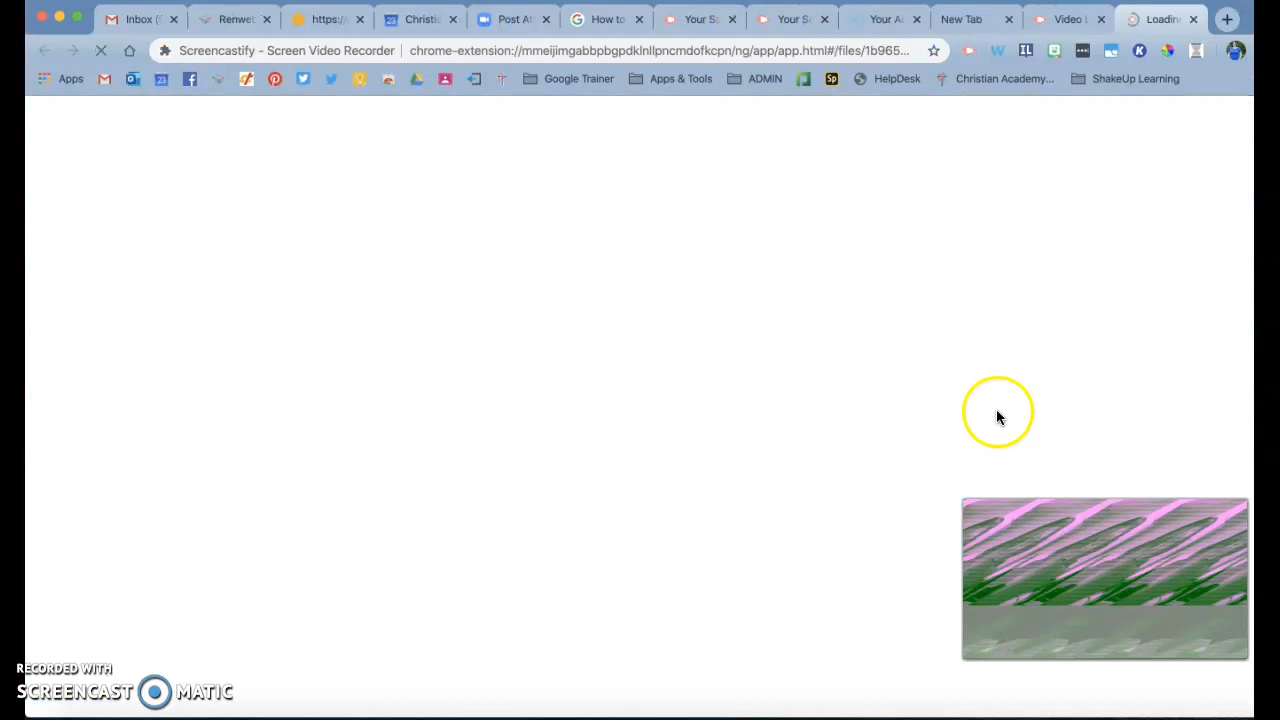 Inbox (
Renwe
https:/
Christi
Post A
How to
Your S
Your S
Your A
New Tab
Video L
Loadin
Screencastify - Screen Video Recorder
chrome-extension://mmeijimgabbpbgpdklnllpncmdofkcpn/ng/app/app.html#/files/1b965...
Apps
Google Trainer
Apps & Tools
ADMIN
HelpDesk
Christian Academy...
ShakeUp Learning
RECORDED WITH
SCREENCAST MATIC